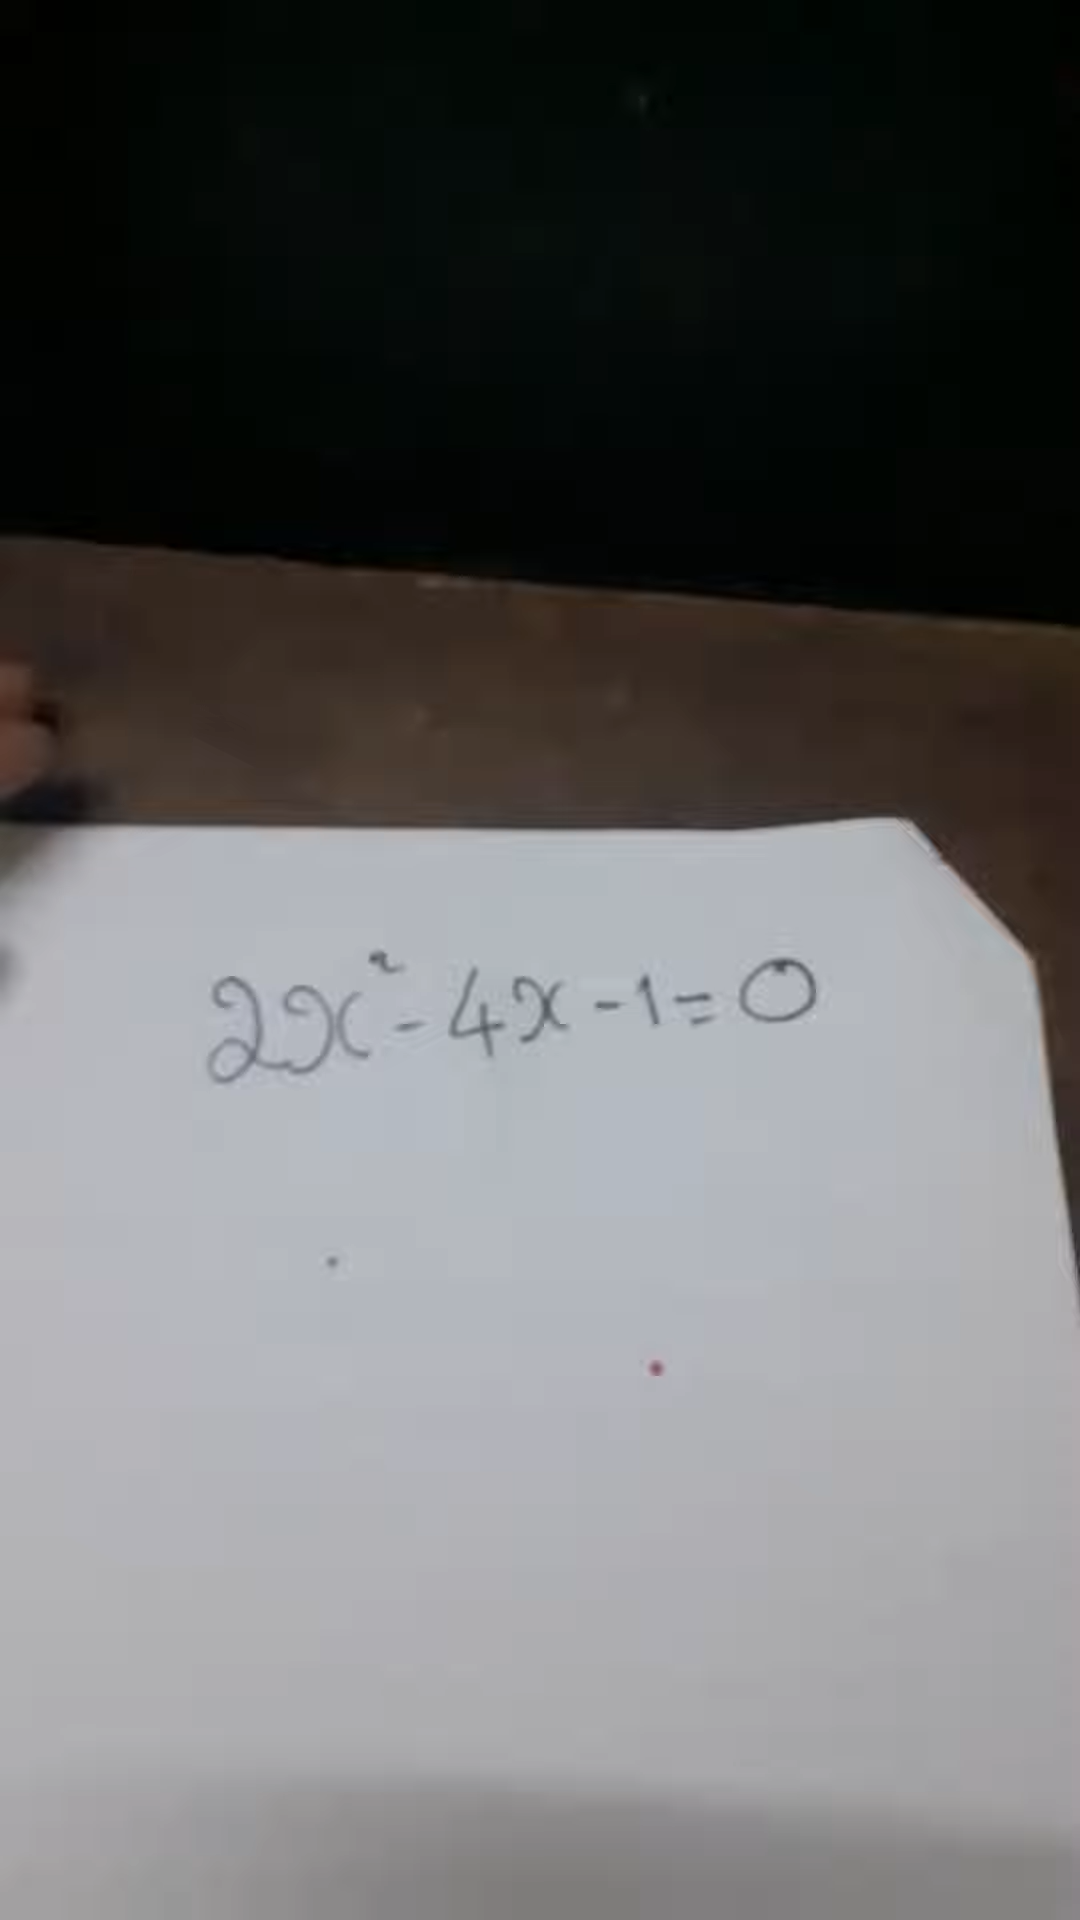 2x² - 4x - 1 = 0